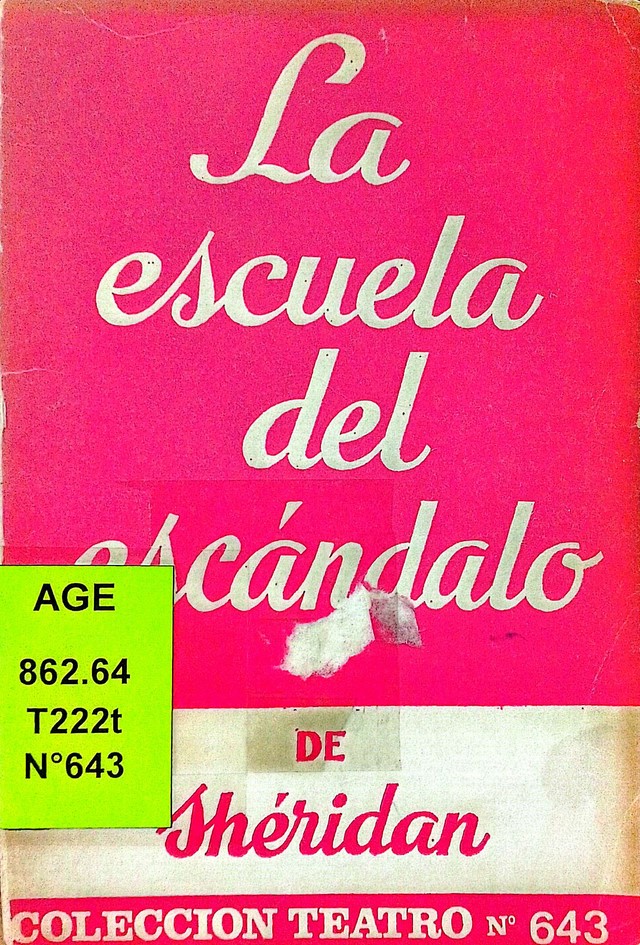 La
escuela
del
escándalo
AGE
862.64
T222t
N°643
DE
Shéridan
COLECCION TEATRO Nº 643